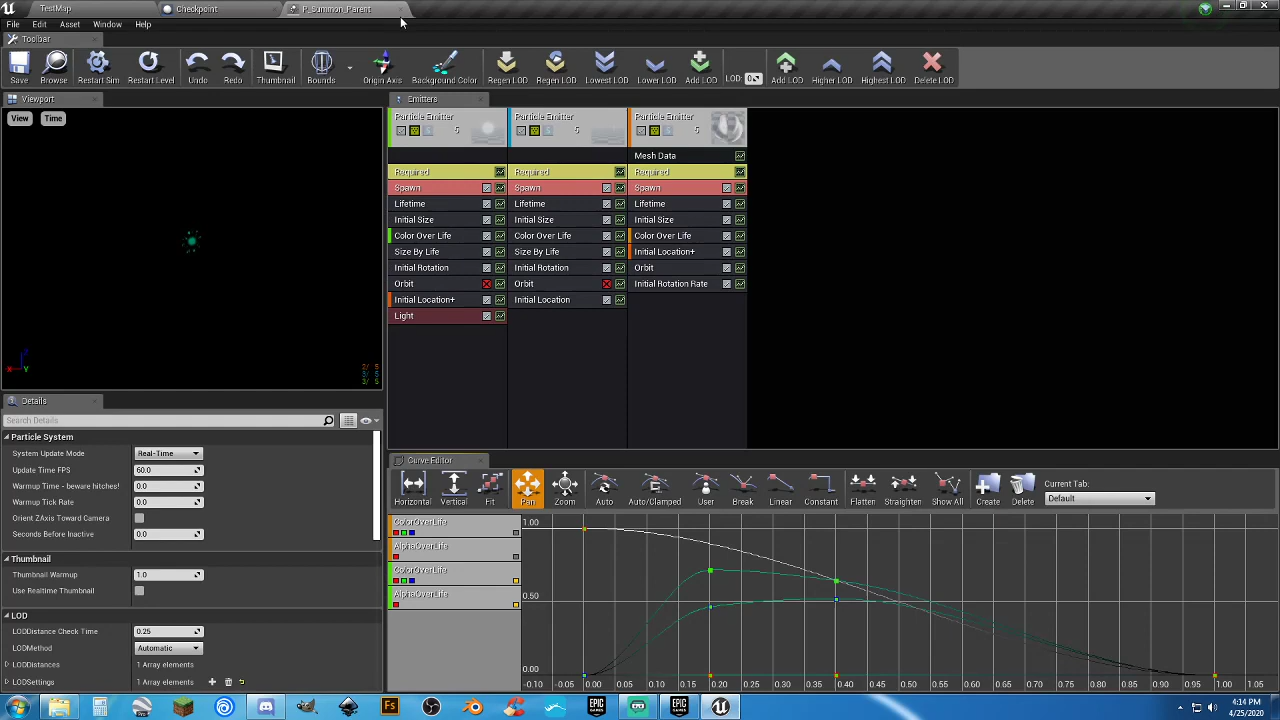 TestMap
Checkpoint
P_Summon_Parent
File
Edit
Asset
Window
Help
Toolbar
Save
Browse
Restart Sim
Restart Level
Undo
Redo
Thumbnail
Bounds
Origin Axis
Background Color
Regen LOD
Regen LOD
Lowest LOD
Lower LOD
Add LOD
LOD: 0
Add LOD
Higher LOD
Highest LOD
Delete LOD
Viewport
View
Time
Z
X
Y
Emitters
Particle Emitter
S
5
Required
Spawn
Lifetime
Initial Size
Color Over Life
Size By Life
Initial Rotation
Orbit
Initial Location+
Light
Particle Emitter
S
5
Required
Spawn
Lifetime
Initial Size
Color Over Life
Size By Life
Initial Rotation
Orbit
Initial Location
Particle Emitter
S
5
Mesh Data
Required
Spawn
Lifetime
Initial Size
Color Over Life
Initial Location+
Orbit
Initial Rotation Rate
Details
Search Details
Particle System
System Update Mode
Real-Time
Update Time FPS
60.0
Warmup Time - beware hitches!
0.0
Warmup Tick Rate
0.0
Orient ZAxis Toward Camera
Seconds Before Inactive
0.0
Thumbnail
Thumbnail Warmup
1.0
Use Realtime Thumbnail
LOD
LODDistance Check Time
0.25
LODMethod
Automatic
LODDistances
1 Array elements
LODSettings
1 Array elements
Curve Editor
Horizontal
Vertical
Fit
Pan
Zoom
Auto
Auto/Clamped
User
Break
Linear
Constant
Flatten
Straighten
Show All
Create
Delete
Current Tab:
Default
ColorOverLife
AlphaOverLife
ColorOverLife
AlphaOverLife
1.00
0.50
0.00
-0.10 -0.05 0.00 0.05 0.10 0.15 0.20 0.25 0.30 0.35 0.40 0.45 0.50 0.55 0.60 0.65 0.70 0.75 0.80 0.85 0.90 0.95 1.00 1.05
Pro
Fs
EPIC GAMES
EPIC GAMES
4:14 PM
4/25/2020